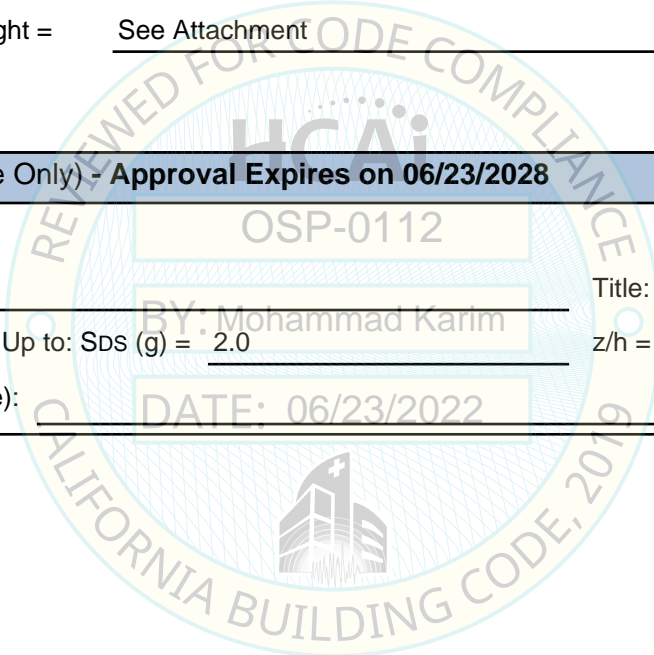 ght = See Attachment
REVIEWED FOR CODE COMPLIANCE
HCAi
e Only) - Approval Expires on 06/23/2028
OSP-0112
Title:
BY: Mohammad Karim
Up to: SDS (g) = 2.0 z/h =
e):
DATE: 06/23/2022
CALIFORNIA BUILDING CODE, 2019